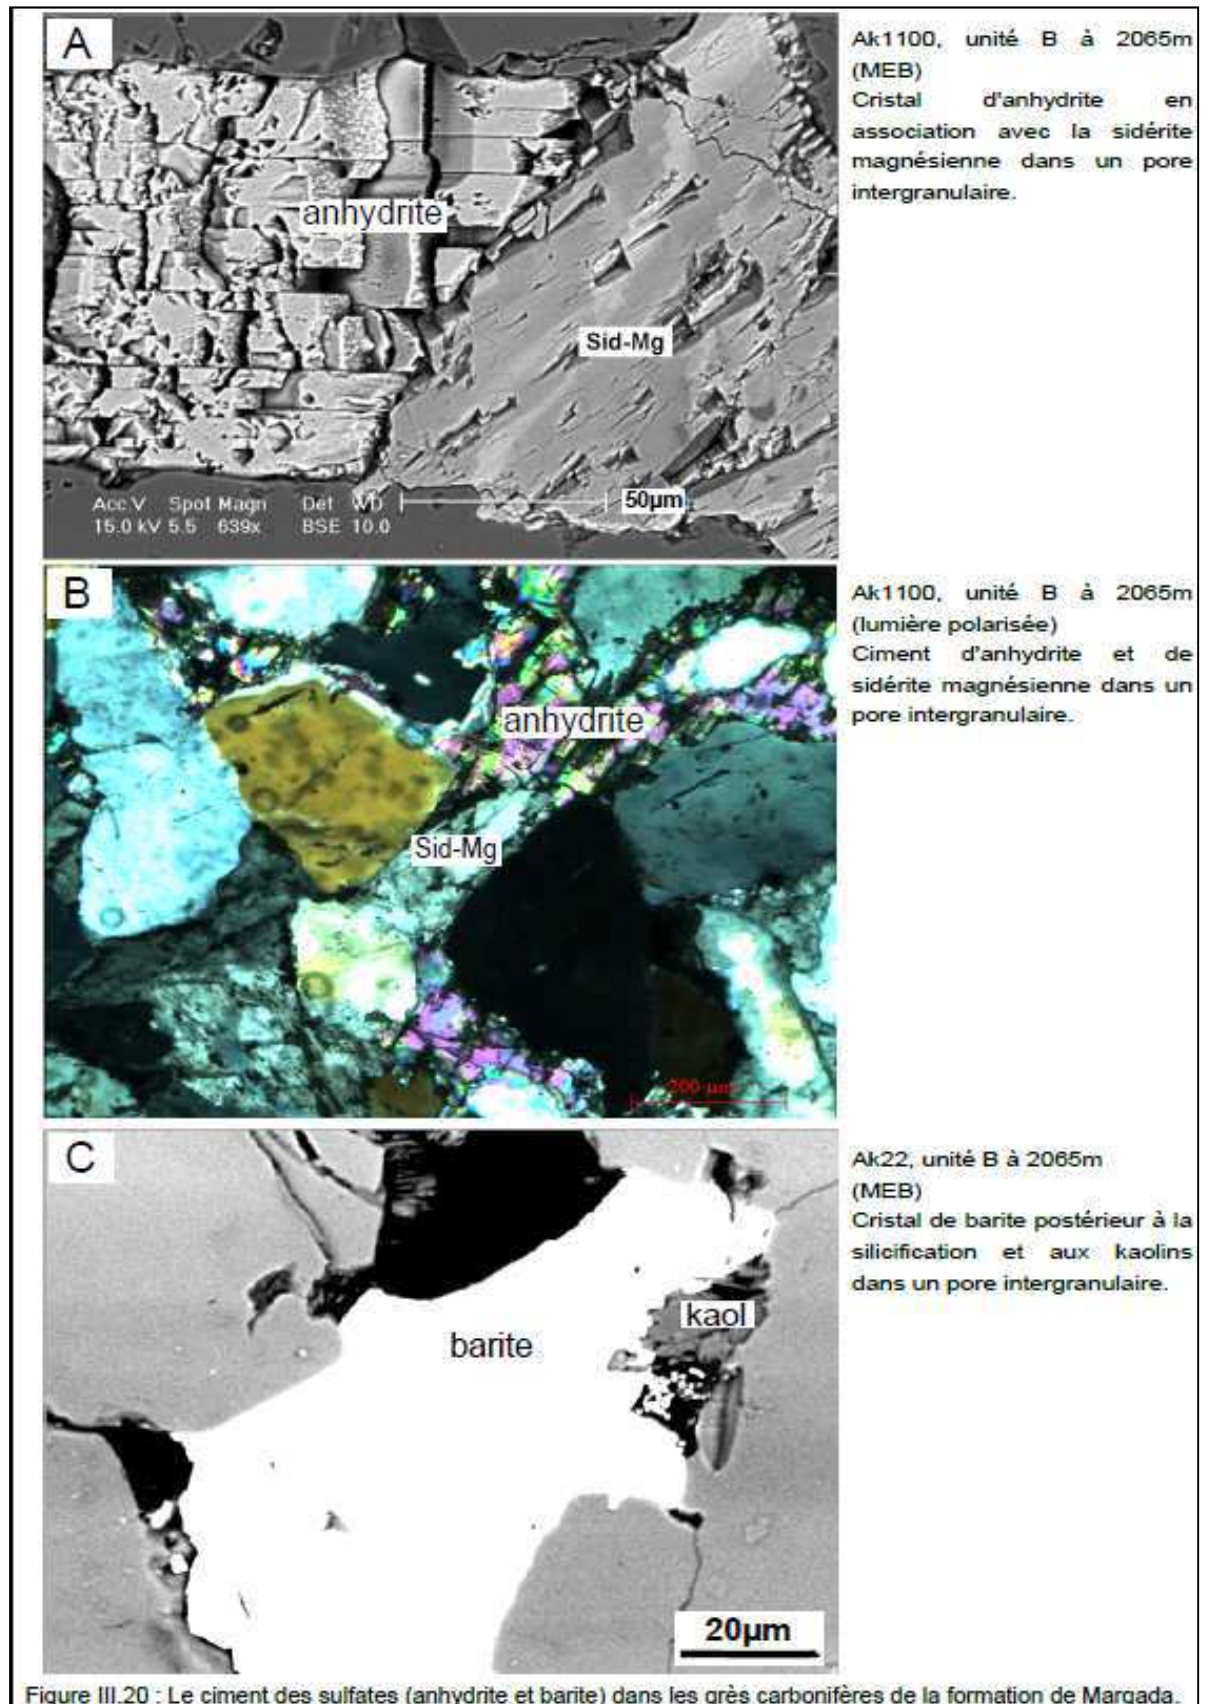 A
anhydrite
Sid-Mg
Acc.V Spot Magn Det WD 50µm
15.0 kV 5.5 639x BSE 10.0
Ak1100, unité B à 2065m
(MEB)
Cristal d'anhydrite en
association avec la sidérite
magnésienne dans un pore
intergranulaire.
B
anhydrite
Sid-Mg
200 µm
Ak1100, unité B à 2065m
(lumière polarisée)
Ciment d'anhydrite et de
sidérite magnésienne dans un
pore intergranulaire.
C
barite
kaol
20µm
Ak22, unité B à 2065m
(MEB)
Cristal de barite postérieur à la
silicification et aux kaolins
dans un pore intergranulaire.
Figure III.20 : Le ciment des sulfates (anhydrite et barite) dans les grès carbonifères de la formation de Margada.